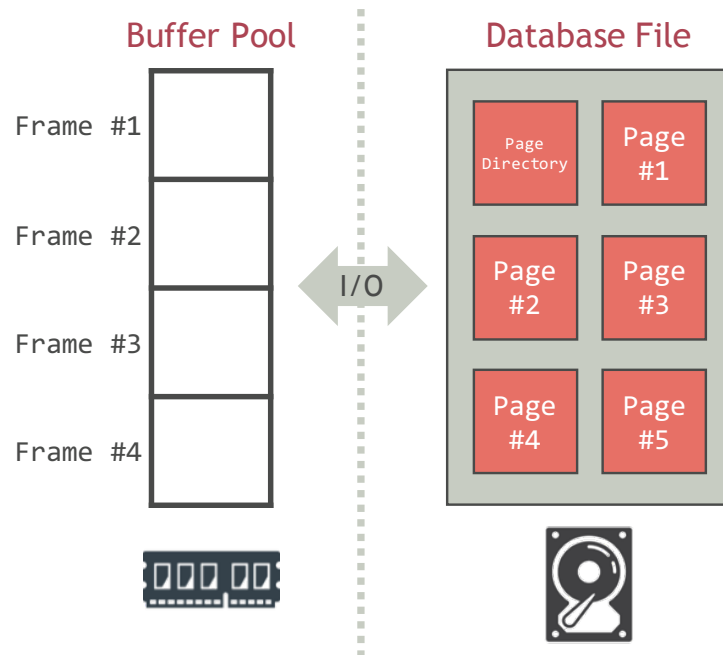 Buffer Pool
Database File
Frame #1
Frame #2
Frame #3
Frame #4
I/O
Page
Directory
Page
#1
Page
#2
Page
#3
Page
#4
Page
#5